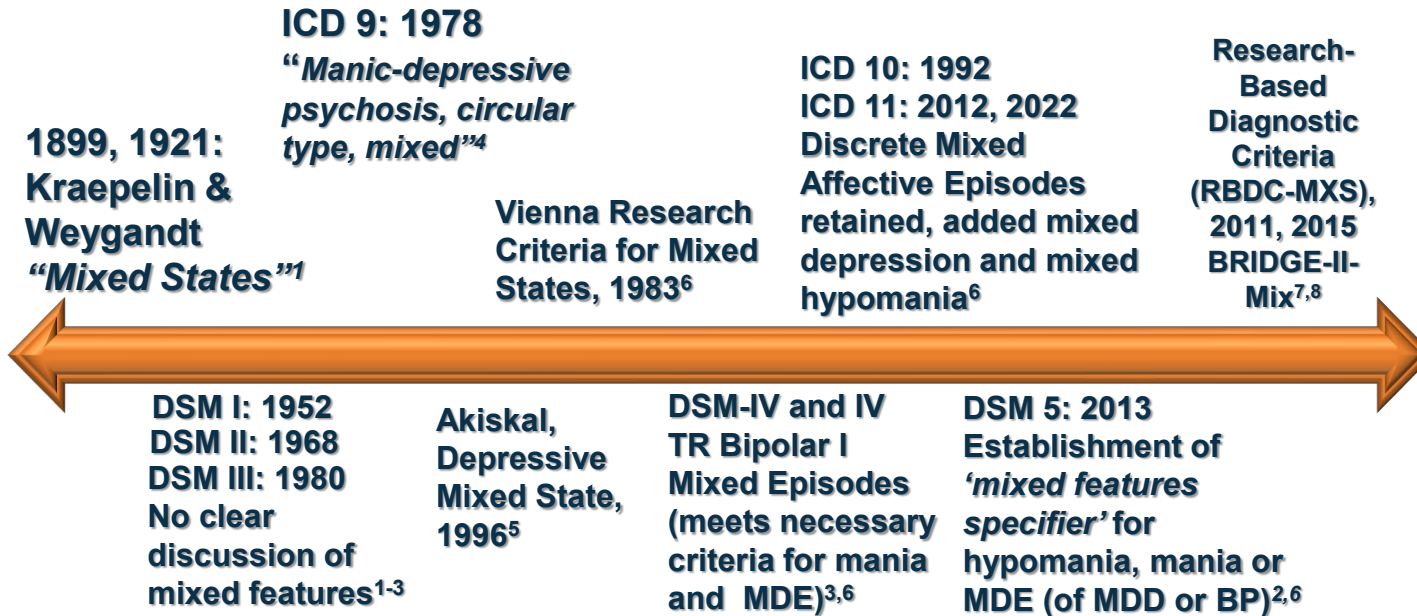 1899, 1921:
Kraepelin &
Weygandt
“Mixed States”1
ICD 9: 1978
“Manic-depressive
psychosis, circular
type, mixed”4
Vienna Research
Criteria for Mixed
States, 19836
ICD 10: 1992
ICD 11: 2012, 2022
Discrete Mixed
Affective Episodes
retained, added mixed
depression and mixed
hypomania6
Research-
Based
Diagnostic
Criteria
(RBDC-MXS),
2011, 2015
BRIDGE-II-
Mix7,8
DSM I: 1952
DSM II: 1968
DSM III: 1980
No clear
discussion of
mixed features1-3
Akiskal,
Depressive
Mixed State,
19965
DSM-IV and IV
TR Bipolar I
Mixed Episodes
(meets necessary
criteria for mania
and MDE)3,6
DSM 5: 2013
Establishment of
‘mixed features
specifier’ for
hypomania, mania or
MDE (of MDD or BP)2,6